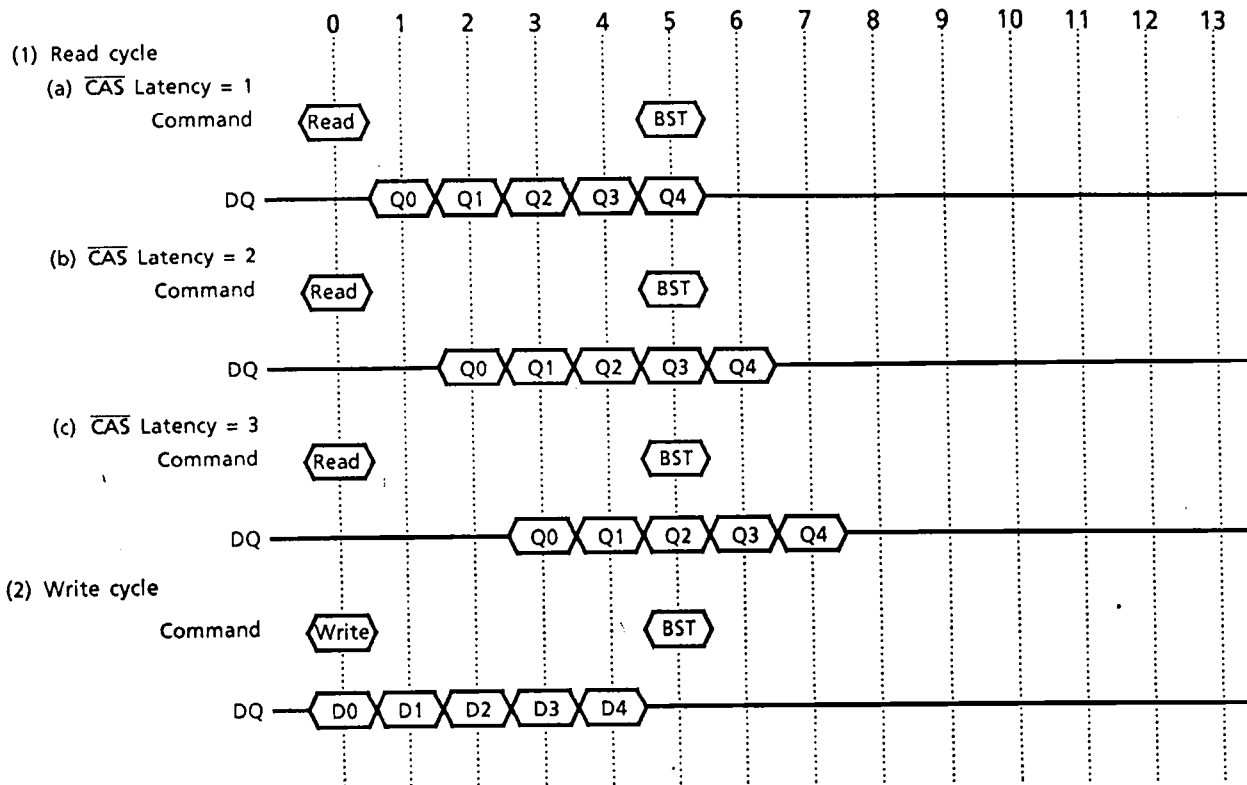 0 1 2 3 4 5 6 7 8 9 10 11 12 13
(1) Read cycle
(a) C̅A̅S̅ Latency = 1
Command Read BST
DQ Q0 Q1 Q2 Q3 Q4
(b) C̅A̅S̅ Latency = 2
Command Read BST
DQ Q0 Q1 Q2 Q3 Q4
(c) C̅A̅S̅ Latency = 3
Command Read BST
DQ Q0 Q1 Q2 Q3 Q4
(2) Write cycle
Command Write BST
DQ D0 D1 D2 D3 D4